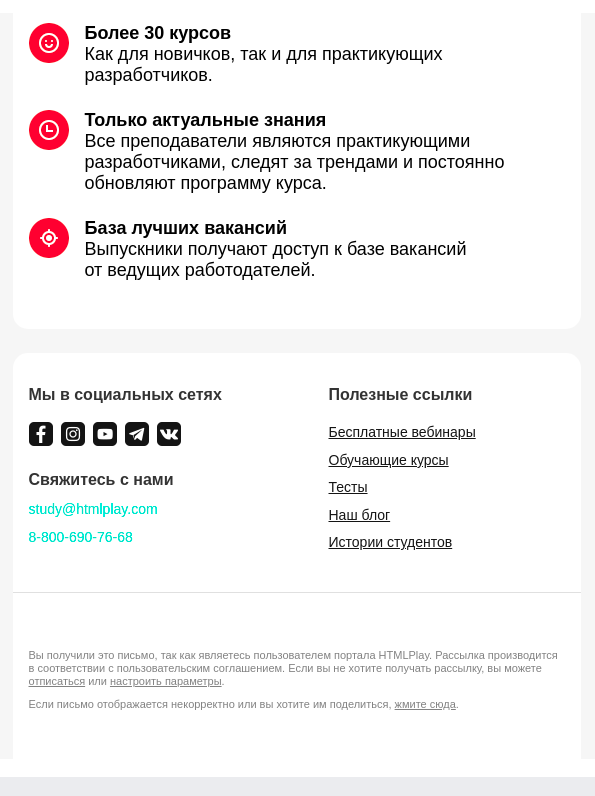 Более 30 курсов
Как для новичков, так и для практикующих
разработчиков.
Только актуальные знания
Все преподаватели являются практикующими
разработчиками, следят за трендами и постоянно
обновляют программу курса.
База лучших вакансий
Выпускники получают доступ к базе вакансий
от ведущих работодателей.
Мы в социальных сетях
Свяжитесь с нами
study@htmlplay.com
8-800-690-76-68
Полезные ссылки
Бесплатные вебинары
Обучающие курсы
Тесты
Наш блог
Истории студентов
Вы получили это письмо, так как являетесь пользователем портала HTMLPlay. Рассылка производится
в соответствии с пользовательским соглашением. Если вы не хотите получать рассылку, вы можете
отписаться или настроить параметры.
Если письмо отображается некорректно или вы хотите им поделиться, жмите сюда.